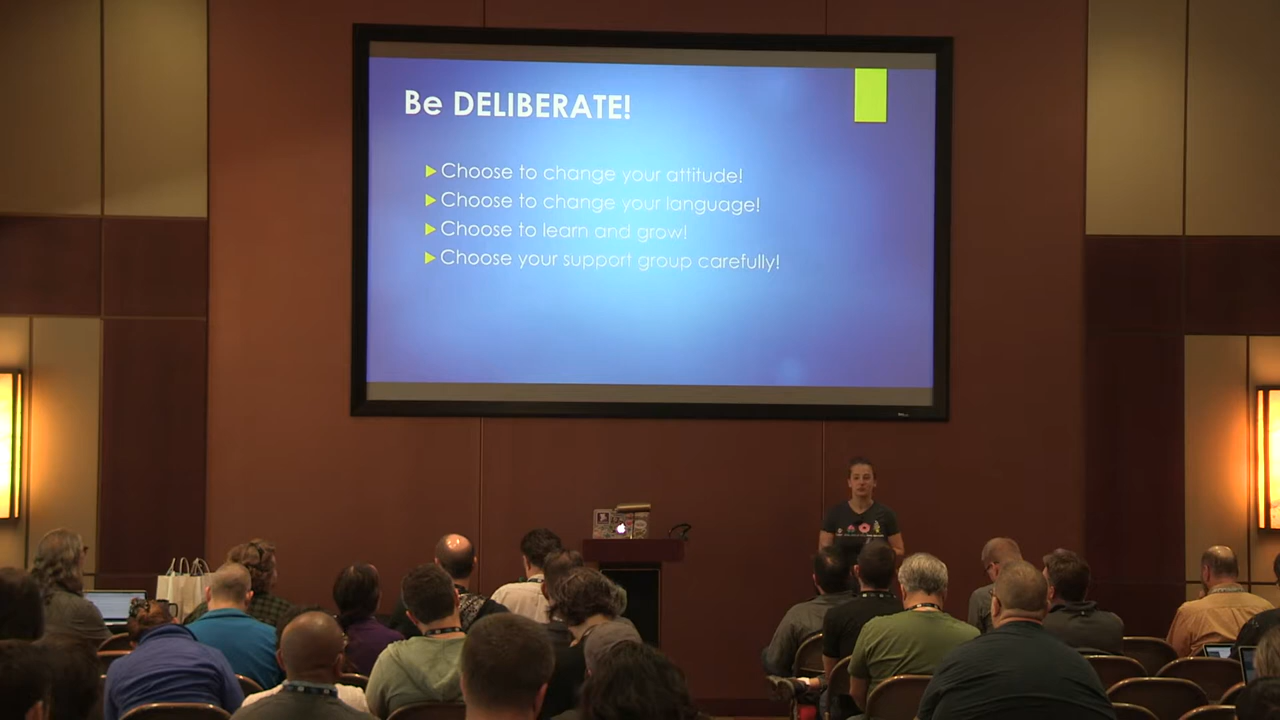 Be DELIBERATE!
Choose to change your attitude!
Choose to change your language!
Choose to learn and grow!
Choose your support group carefully!